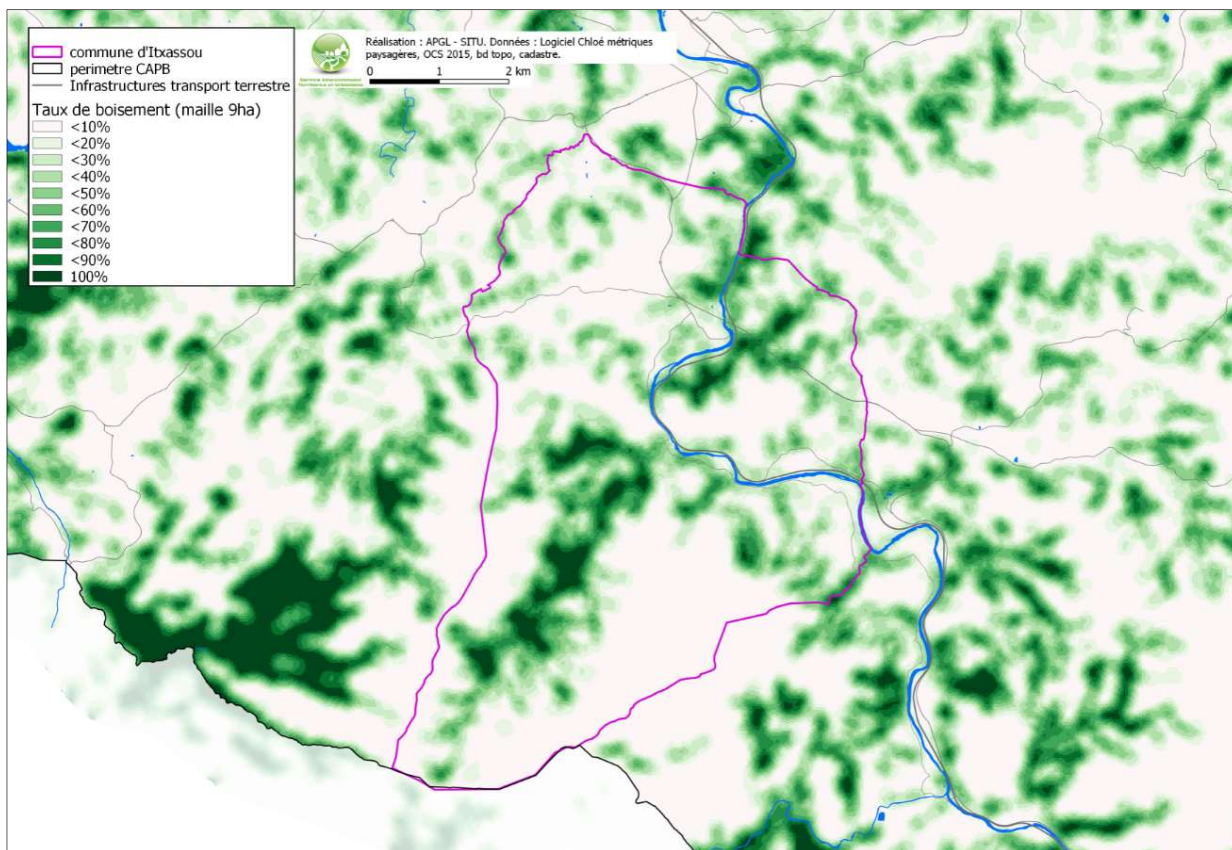 commune d'Itxassou
perimetre CAPB
Infrastructures transport terrestre
Taux de boisement (maille 9ha)
<10%
<20%
<30%
<40%
<50%
<60%
<70%
<80%
<90%
100%
Réalisation : APGL - SITU. Données : Logiciel Chloé métriques
paysagères, OCS 2015, bd topo, cadastre.
0 1 2 km